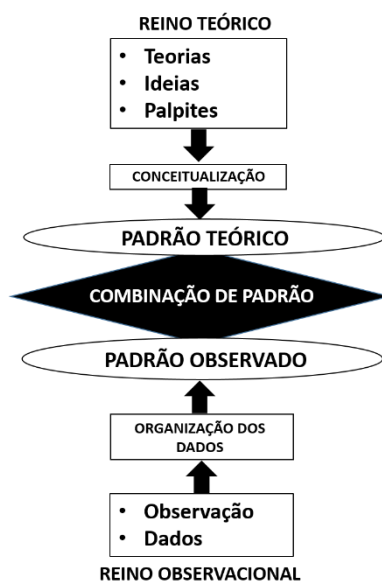 REINO TEÓRICO
• Teorias
• Ideias
• Palpites
CONCEITUALIZAÇÃO
PADRÃO TEÓRICO
COMBINAÇÃO DE PADRÃO
PADRÃO OBSERVADO
ORGANIZAÇÃO DOS
DADOS
• Observação
• Dados
REINO OBSERVACIONAL